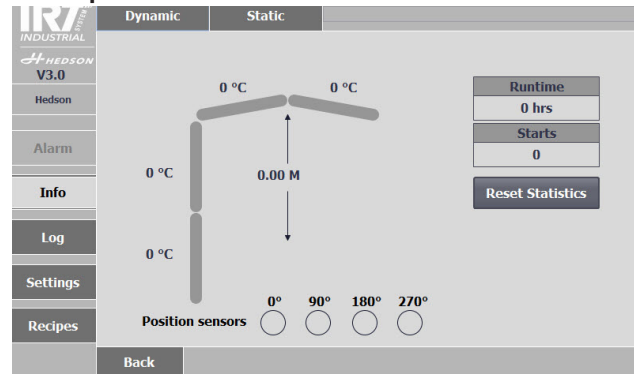 IRT
SYSTEM
INDUSTRIAL
HEDSON
V3.0
Hedson
Alarm
Info
Log
Settings
Recipes
Dynamic Static
0 °C 0 °C
0 °C
0.00 M
0 °C
0° 90° 180° 270°
Position sensors
Runtime
0 hrs
Starts
0
Reset Statistics
Back